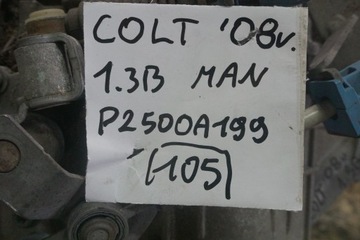 COLT '08v.
1.3B MAN
P2500A199
(105)